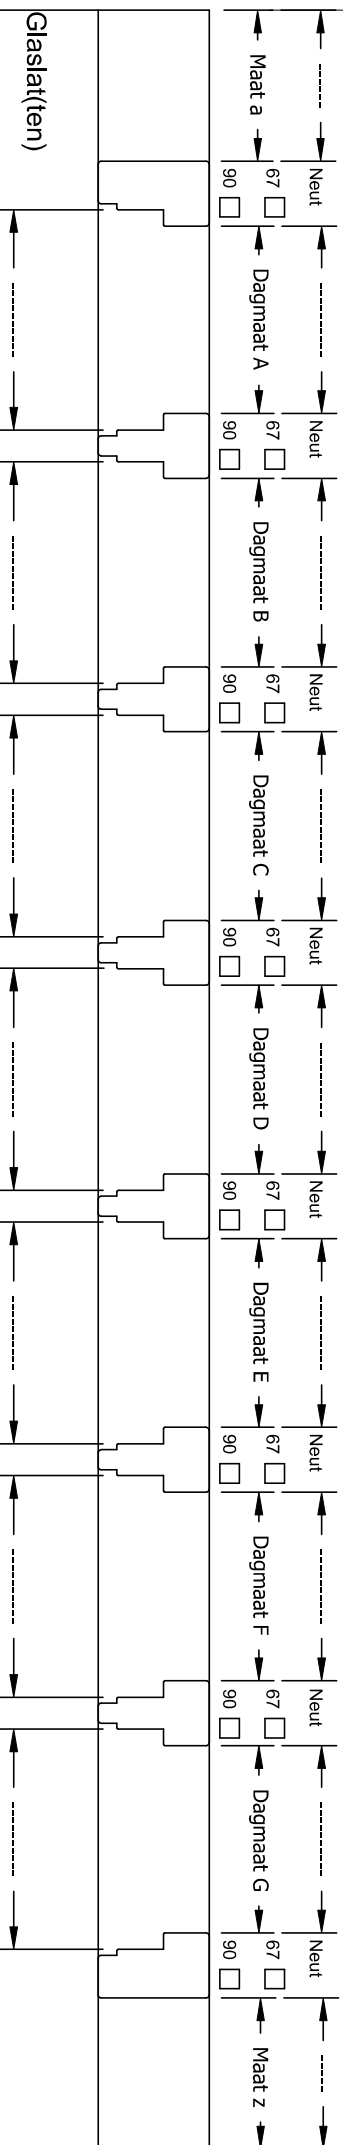 Maat a
Neut
67
90
Dagmaat A
Neut
67
90
Dagmaat B
Neut
67
90
Dagmaat C
Neut
67
90
Dagmaat D
Neut
67
90
Dagmaat E
Neut
67
90
Dagmaat F
Neut
67
90
Dagmaat G
Neut
67
90
Maat z
Glaslat(ten)